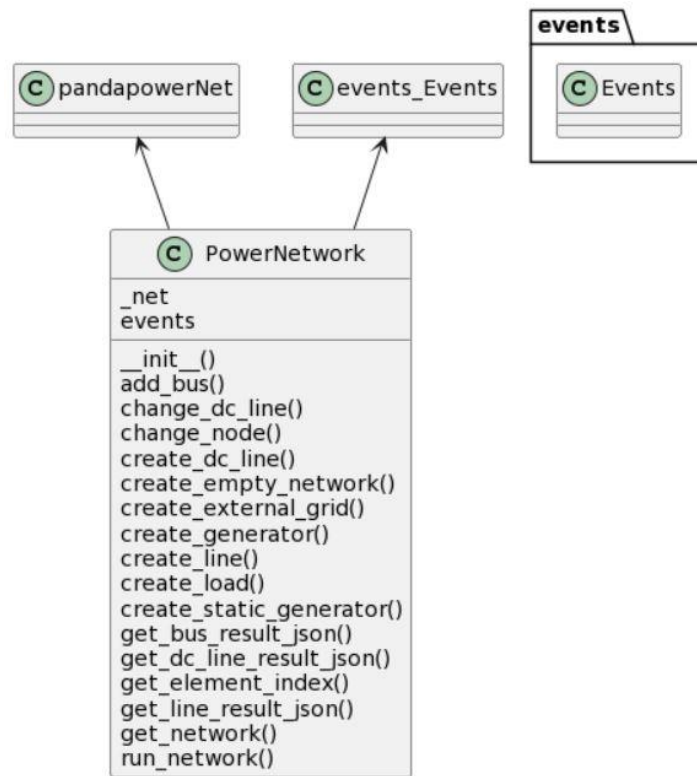 events
C pandapowerNet
C events_Events
C Events
C PowerNetwork
_net
events
__init__()
add_bus()
change_dc_line()
change_node()
create_dc_line()
create_empty_network()
create_external_grid()
create_generator()
create_line()
create_load()
create_static_generator()
get_bus_result_json()
get_dc_line_result_json()
get_element_index()
get_line_result_json()
get_network()
run_network()